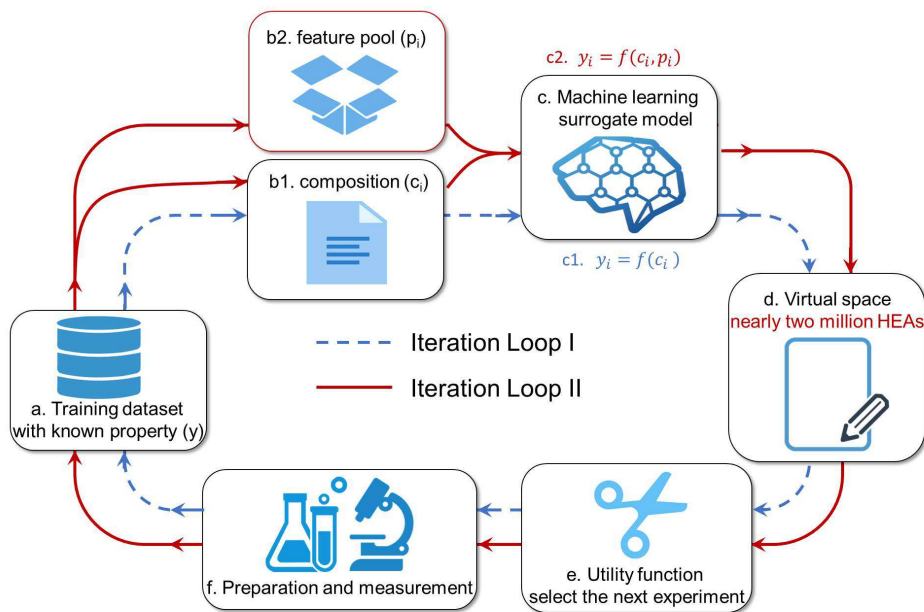 b2. feature pool (pᵢ)
c2. yᵢ = f(cᵢ, pᵢ)
c. Machine learning
surrogate model
b1. composition (cᵢ)
c1. yᵢ = f(cᵢ)
d. Virtual space
nearly two million HEAs
Iteration Loop I
Iteration Loop II
a. Training dataset
with known property (y)
f. Preparation and measurement
e. Utility function
select the next experiment